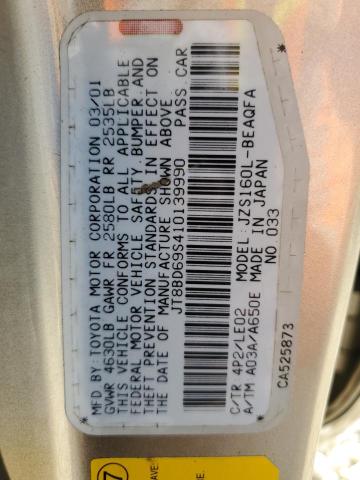 MFD. BY: TOYOTA MOTOR CORPORATION 03/01
GVWR 4630LB GAWR FR 2580LB RR 2535LB
THIS VEHICLE CONFORMS TO ALL APPLICABLE
FEDERAL MOTOR VEHICLE SAFETY, BUMPER, AND
THEFT PREVENTION STANDARDS IN EFFECT ON
THE DATE OF MANUFACTURE SHOWN ABOVE.
JT8BD69S410139990 PASS. CAR
C/TR 4P2/LE02 MODEL: JZS160L-BEAQFA
A/TM A03A/A650E MADE IN JAPAN
NO 033
CA525873
7
AVE:
E.